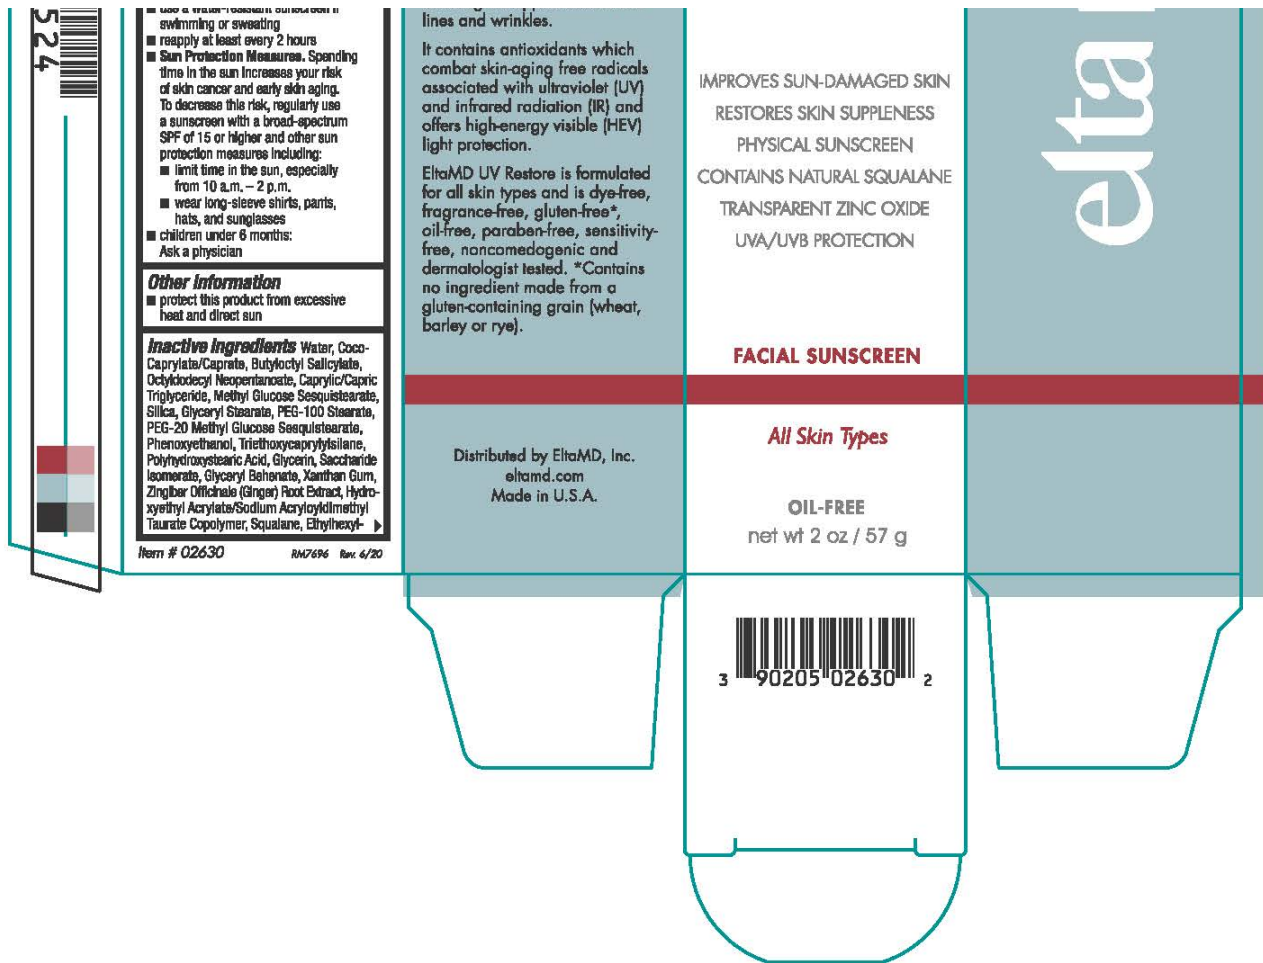 524
use a water-resistant sunscreen if
swimming or sweating
■ reapply at least every 2 hours
■ Sun Protection Measures. Spending
time in the sun increases your risk
of skin cancer and early skin aging.
To decrease this risk, regularly use
a sunscreen with a broad-spectrum
SPF of 15 or higher and other sun
protection measures including:
■ limit time in the sun, especially
from 10 a.m. – 2 p.m.
■ wear long-sleeve shirts, pants,
hats, and sunglasses
■ children under 6 months:
Ask a physician
Other information
■ protect this product from excessive
heat and direct sun
Inactive ingredients Water, Coco-
Caprylate/Caprate, Butyloctyl Salicylate,
Octyldodecyl Neopentanoate, Caprylic/Capric
Triglyceride, Methyl Glucose Sesquistearate,
Silica, Glyceryl Stearate, PEG-100 Stearate,
PEG-20 Methyl Glucose Sesquistearate,
Phenoxyethanol, Triethoxycaprylylsilane,
Polyhydroxystearic Acid, Glycerin, Saccharide
Isomerate, Glyceryl Behenate, Xanthan Gum,
Zingiber Officinale (Ginger) Root Extract, Hydro-
xyethyl Acrylate/Sodium Acryloyldimethyl
Taurate Copolymer, Squalane, Ethylhexyl-
Item # 02630 RM7696 Rev. 6/20
lines and wrinkles.
It contains antioxidants which
combat skin-aging free radicals
associated with ultraviolet (UV)
and infrared radiation (IR) and
offers high-energy visible (HEV)
light protection.
EltaMD UV Restore is formulated
for all skin types and is dye-free,
fragrance-free, gluten-free*,
oil-free, paraben-free, sensitivity-
free, noncomedogenic and
dermatologist tested. *Contains
no ingredient made from a
gluten-containing grain (wheat,
barley or rye).
Distributed by EltaMD, Inc.
eltamd.com
Made in U.S.A.
IMPROVES SUN-DAMAGED SKIN
RESTORES SKIN SUPPLENESS
PHYSICAL SUNSCREEN
CONTAINS NATURAL SQUALANE
TRANSPARENT ZINC OXIDE
UVA/UVB PROTECTION
FACIAL SUNSCREEN
All Skin Types
OIL-FREE
net wt 2 oz / 57 g
3 90205 02630 2
elta